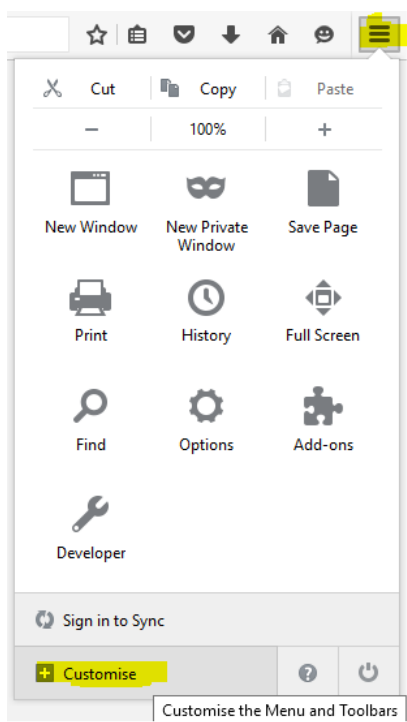 Cut Copy Paste
100%
New Window
New Private
Window
Save Page
Print History Full Screen
Find Options Add-ons
Developer
Sign in to Sync
Customise
Customise the Menu and Toolbars